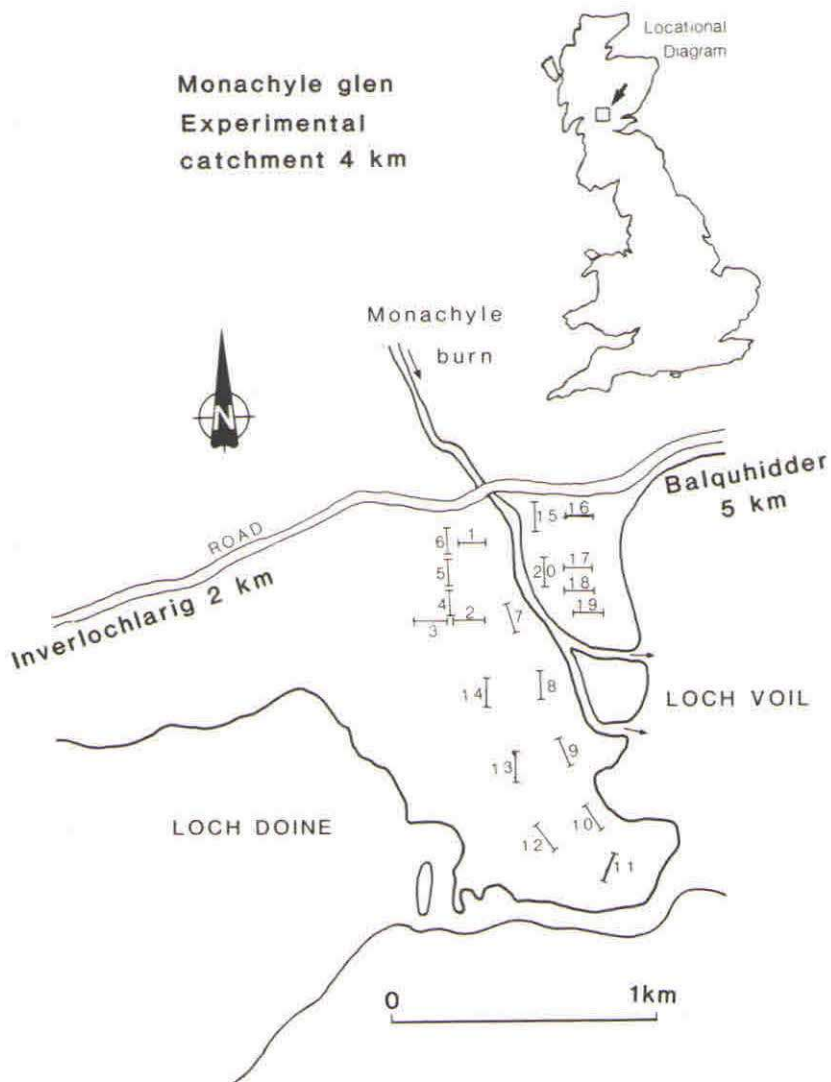 Locational
Diagram
Monachyle glen
Experimental
catchment 4 km
Monachyle
burn
N
Balquhidder
5 km
ROAD
Inverlochlarig 2 km
15
16
6
1
5
20
17
18
4
2
3
7
19
14
8
LOCH VOIL
9
13
LOCH DOINE
10
12
11
0
1km